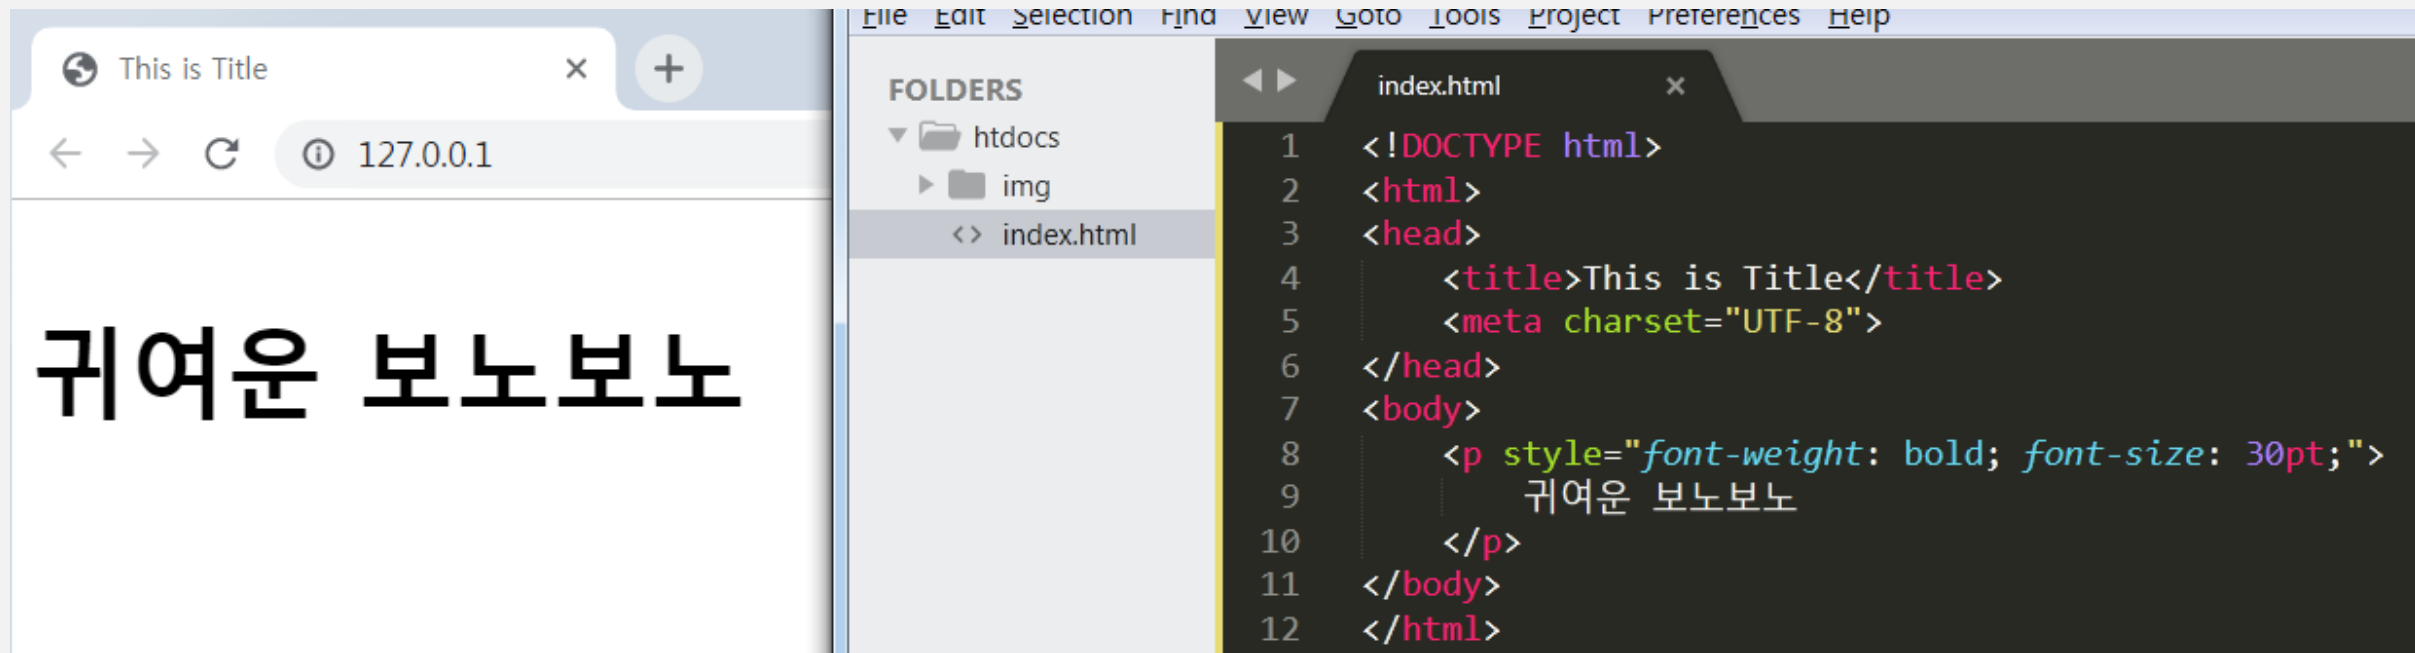 This is Title
127.0.0.1
귀여운 보노보노
File Edit Selection Find View Goto Tools Project Preferences Help
FOLDERS
htdocs
img
index.html
index.html
1 <!DOCTYPE html>
2 <html>
3 <head>
4 <title>This is Title</title>
5 <meta charset="UTF-8">
6 </head>
7 <body>
8 <p style="font-weight: bold; font-size: 30pt;">
9 귀여운 보노보노
10 </p>
11 </body>
12 </html>